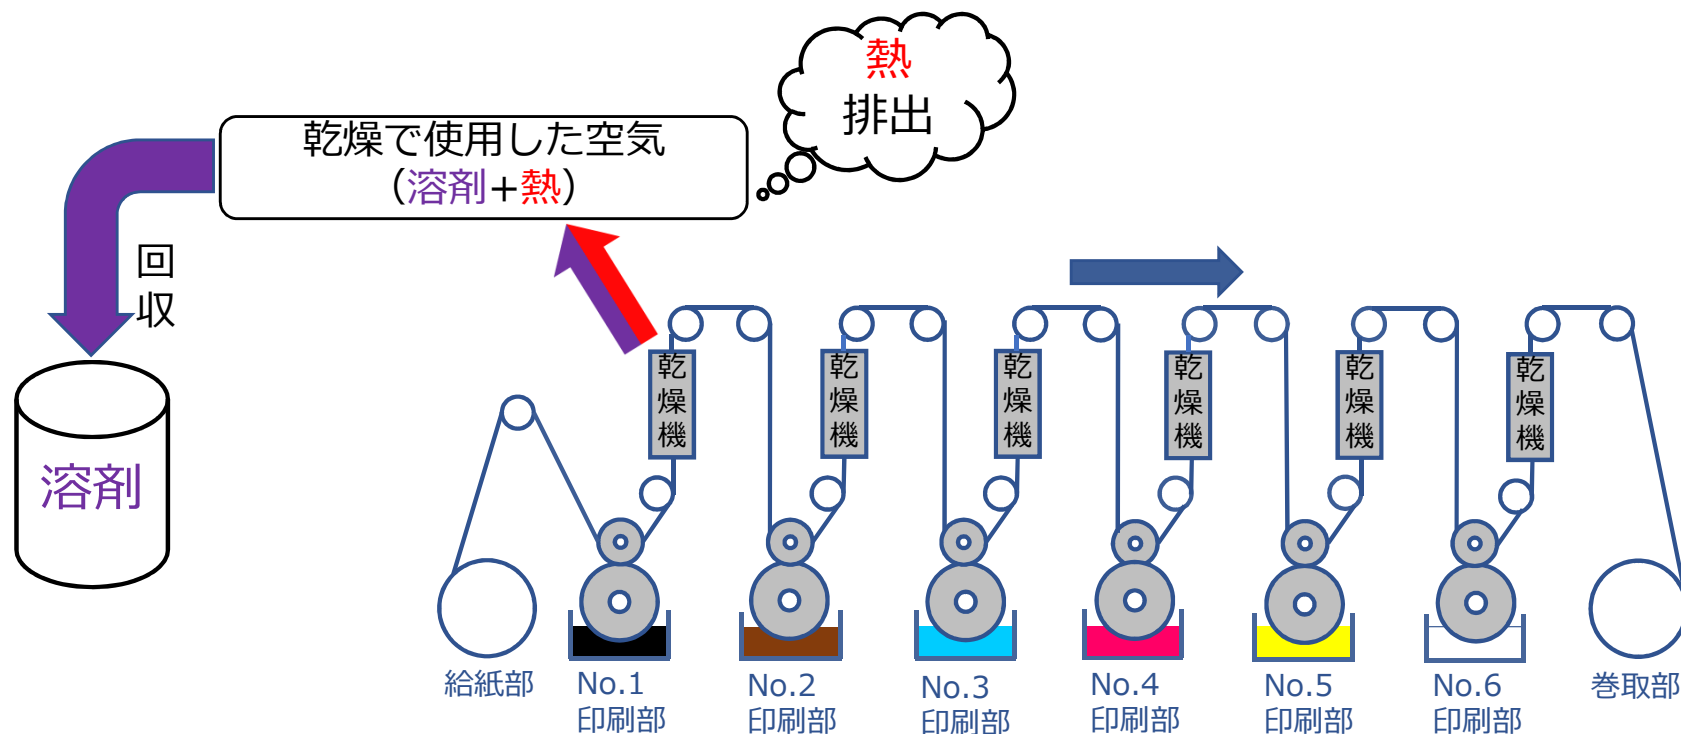 熱
排出
乾燥で使用した空気
（溶剤+熱）
回
収
溶剤
乾
燥
機
乾
燥
機
乾
燥
機
乾
燥
機
乾
燥
機
乾
燥
機
給紙部
No.1
印刷部
No.2
印刷部
No.3
印刷部
No.4
印刷部
No.5
印刷部
No.6
印刷部
巻取部